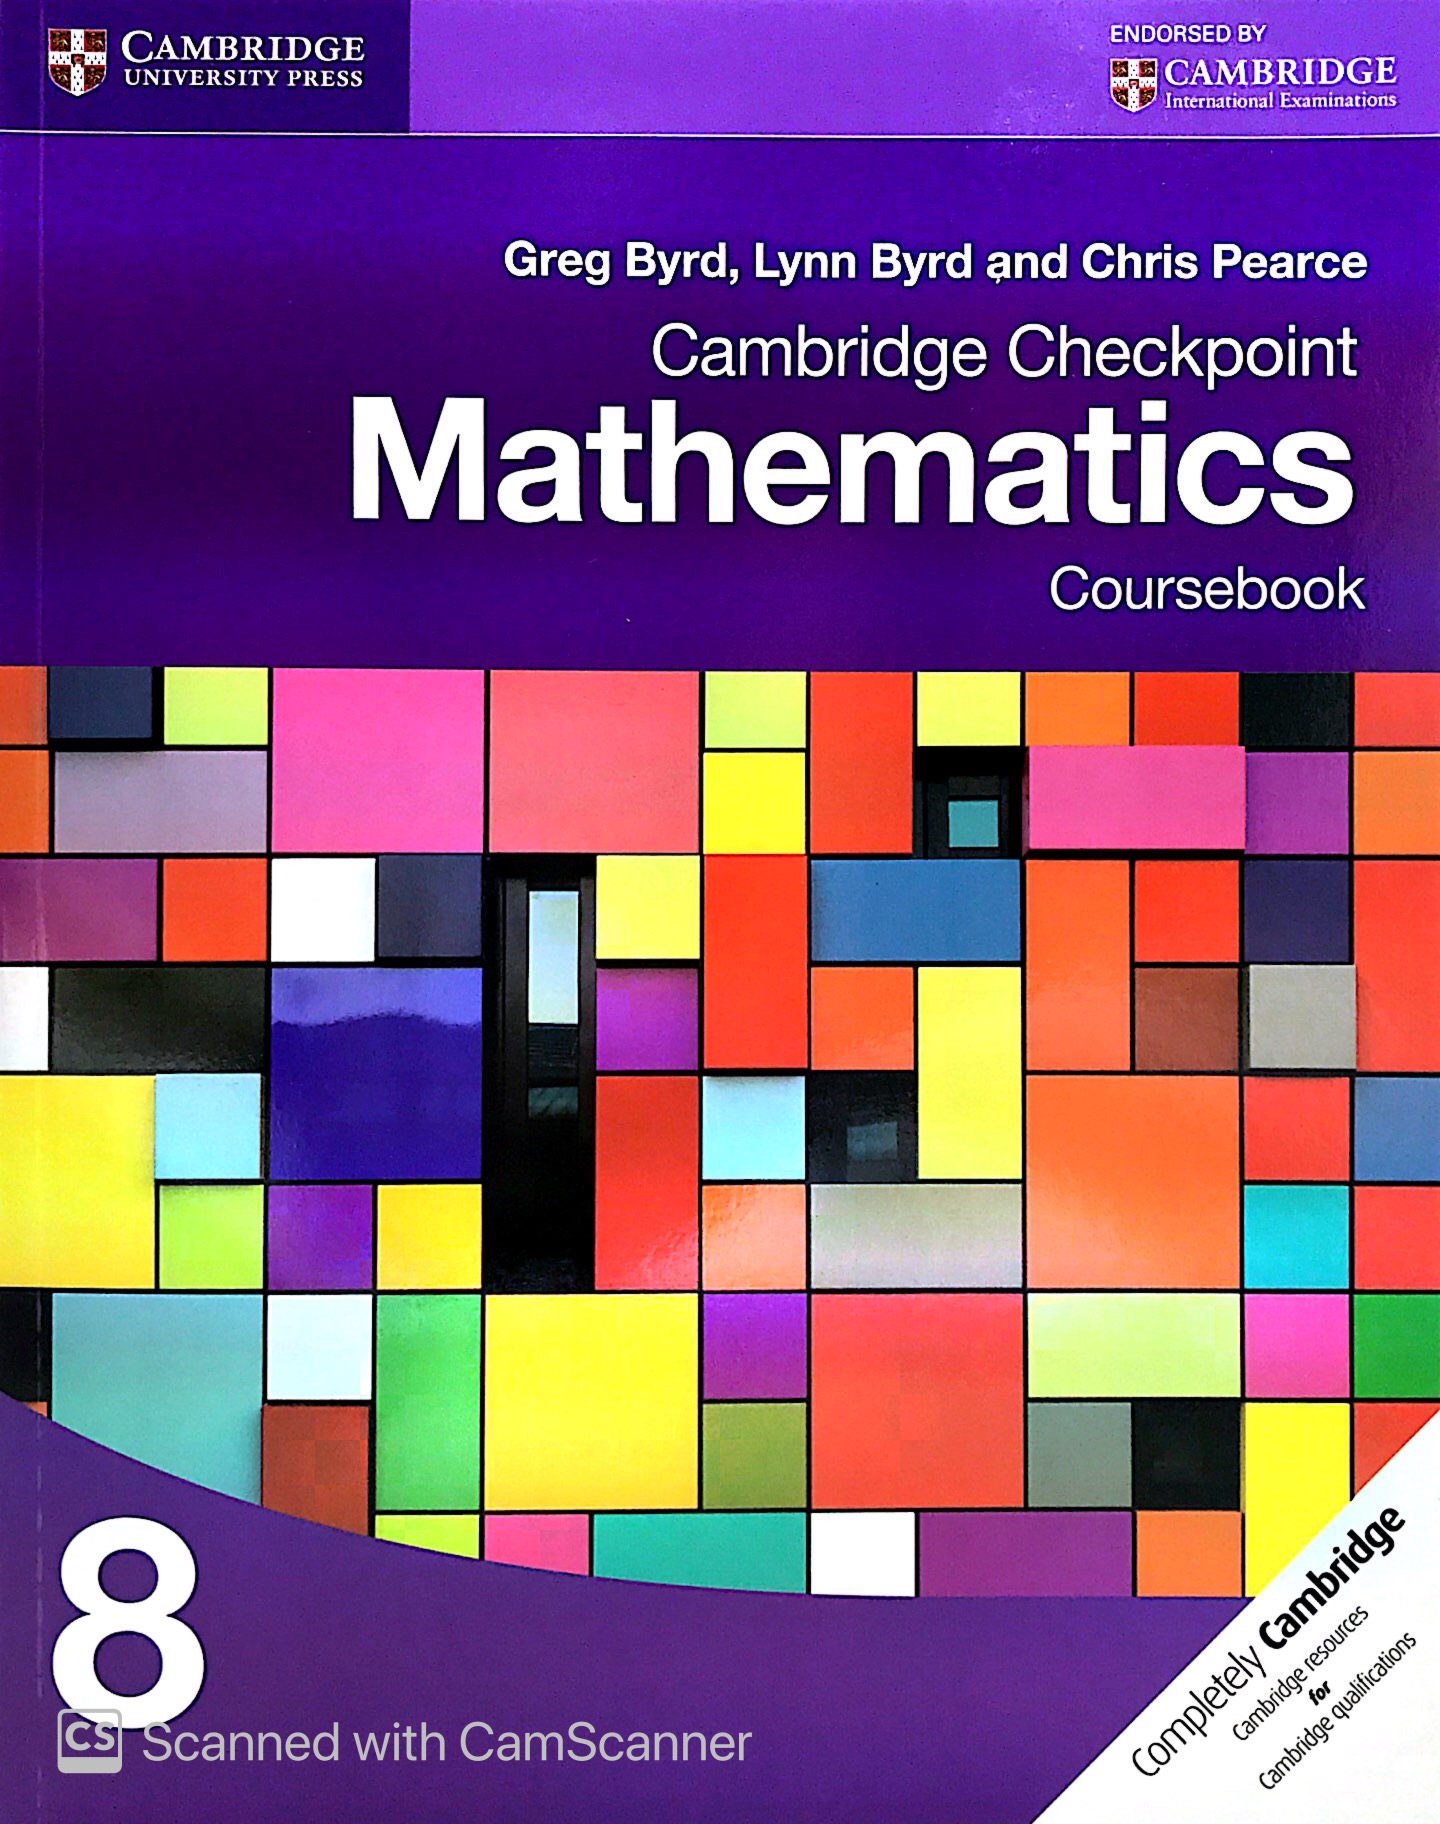 CAMBRIDGE
UNIVERSITY PRESS
ENDORSED BY
CAMBRIDGE
International Examinations
Greg Byrd, Lynn Byrd and Chris Pearce
Cambridge Checkpoint
Mathematics
Coursebook
8
Completely Cambridge
Cambridge resources
for
Cambridge qualifications
CS Scanned with CamScanner